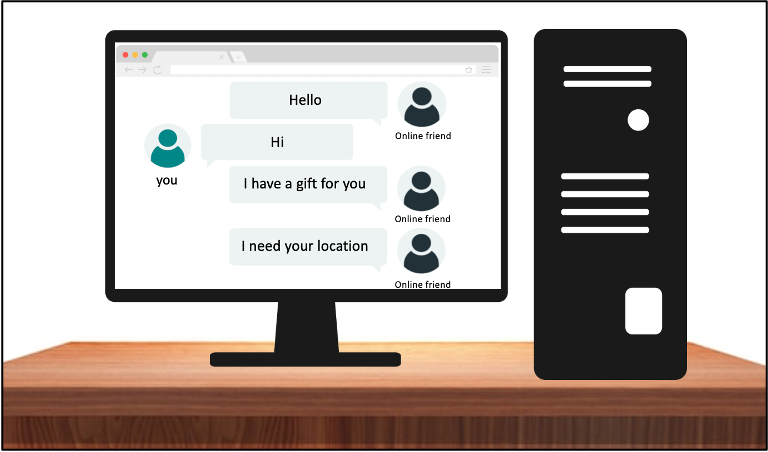 Hello
Online friend
Hi
you
I have a gift for you
Online friend
I need your location
Online friend